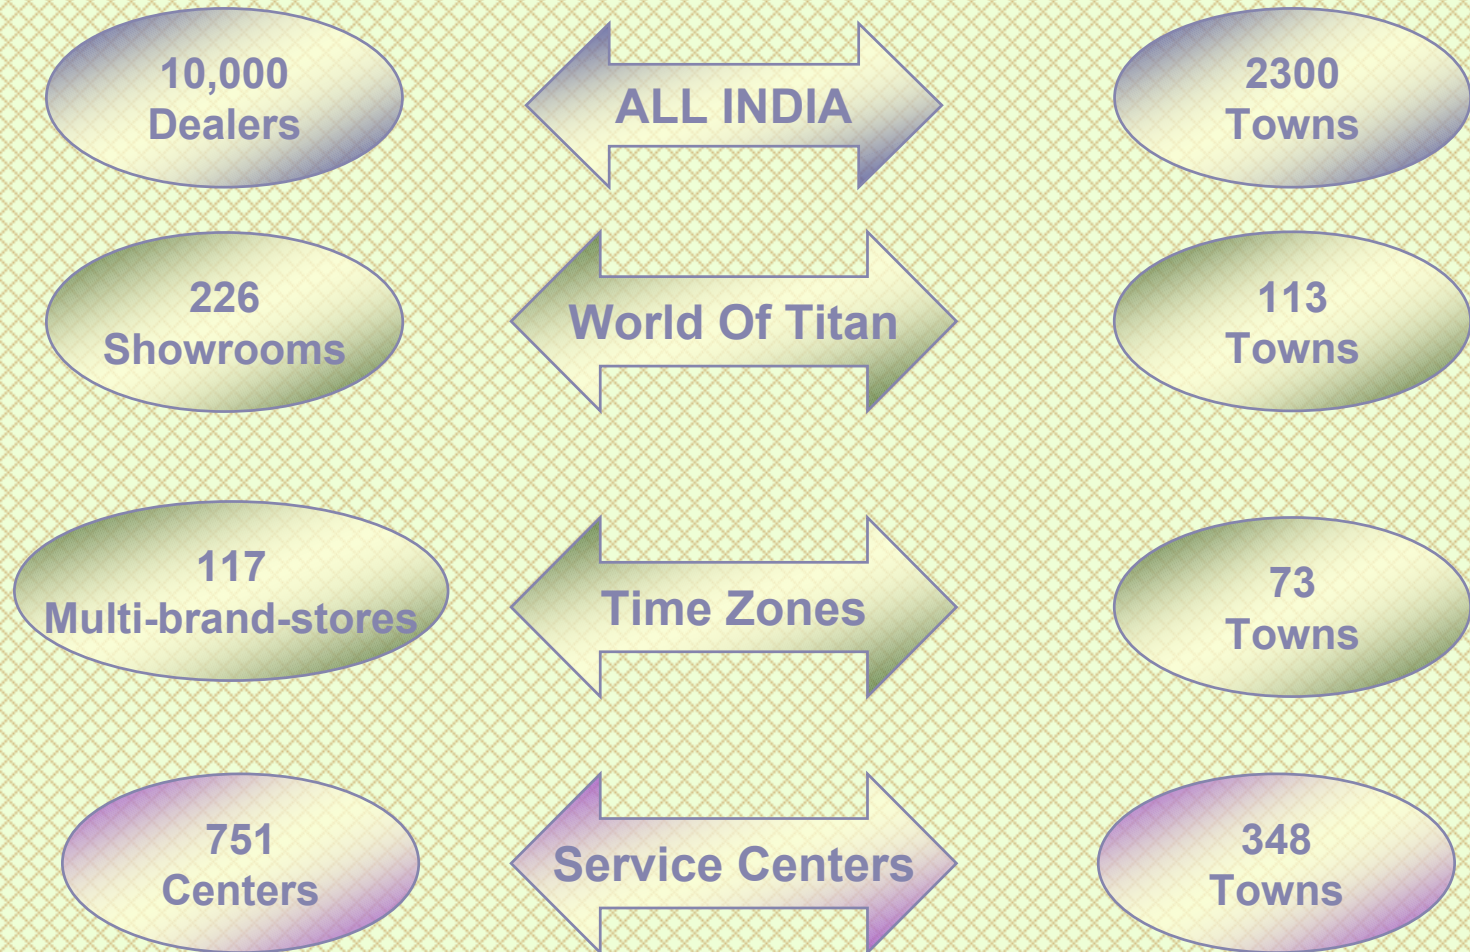 10,000
Dealers
ALL INDIA
2300
Towns
226
Showrooms
World Of Titan
113
Towns
117
Multi-brand-stores
Time Zones
73
Towns
751
Centers
Service Centers
348
Towns